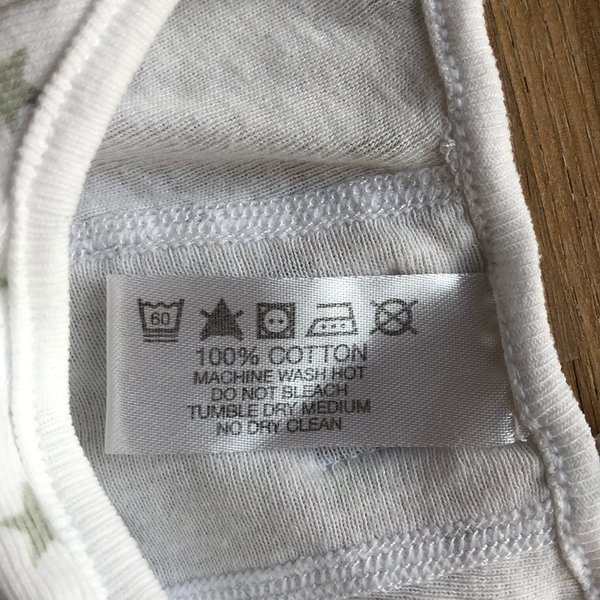 60
100% COTTON
MACHINE WASH HOT
DO NOT BLEACH
TUMBLE DRY MEDIUM
NO DRY CLEAN